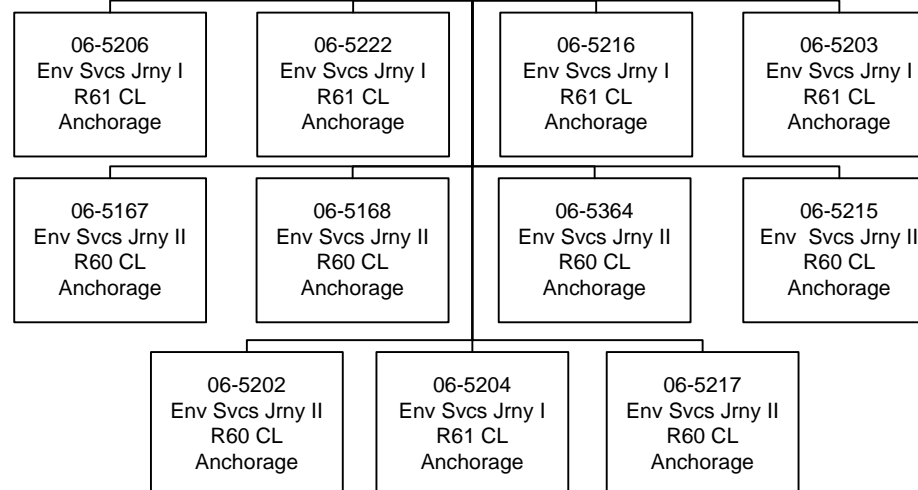 06-5206
Env Svcs Jrny I
R61 CL
Anchorage
06-5222
Env Svcs Jrny I
R61 CL
Anchorage
06-5216
Env Svcs Jrny I
R61 CL
Anchorage
06-5203
Env Svcs Jrny I
R61 CL
Anchorage
06-5167
Env Svcs Jrny II
R60 CL
Anchorage
06-5168
Env Svcs Jrny II
R60 CL
Anchorage
06-5364
Env Svcs Jrny II
R60 CL
Anchorage
06-5215
Env  Svcs Jrny II
R60 CL
Anchorage
06-5202
Env Svcs Jrny II
R60 CL
Anchorage
06-5204
Env Svcs Jrny I
R61 CL
Anchorage
06-5217
Env Svcs Jrny II
R60 CL
Anchorage